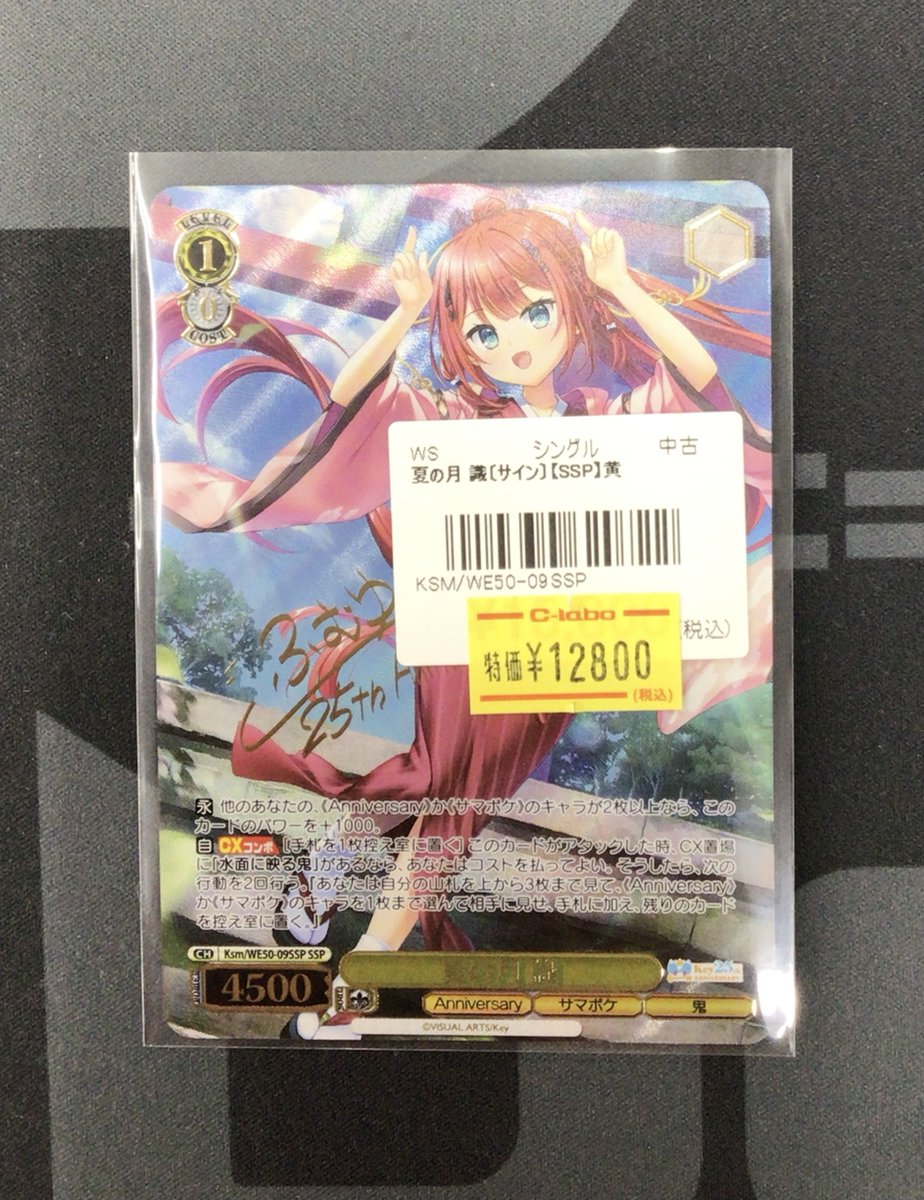 LEVEL
1
0
COST
WS シングル 中古
夏の月 識〔サイン〕【SSP】黄
KSM/WE50-09SSP
C-labo
(税込)
特価¥12800
(税込)
25th
永 他のあなたの、《Anniversary》か《サマポケ》のキャラが2枚以上なら、この
カードのパワーを+1000。
自 CXコンボ [手札を1枚控え室に置く] このカードがアタックした時、CX置場
に「水面に映る鬼」があるなら、あなたはコストを払ってよい。そうしたら、次の
行動を2回行う。『あなたは自分の山札を上から3枚まで見て、《Anniversary》
か《サマポケ》のキャラを1枚まで選んで相手に見せ、手札に加え、残りのカード
を控え室に置く。』
CH Ksm/WE50-09SSP SSP
POWER 4500
Key 25th ANNIVERSARY
Anniversary サマポケ 鬼
©VISUAL ARTS/Key